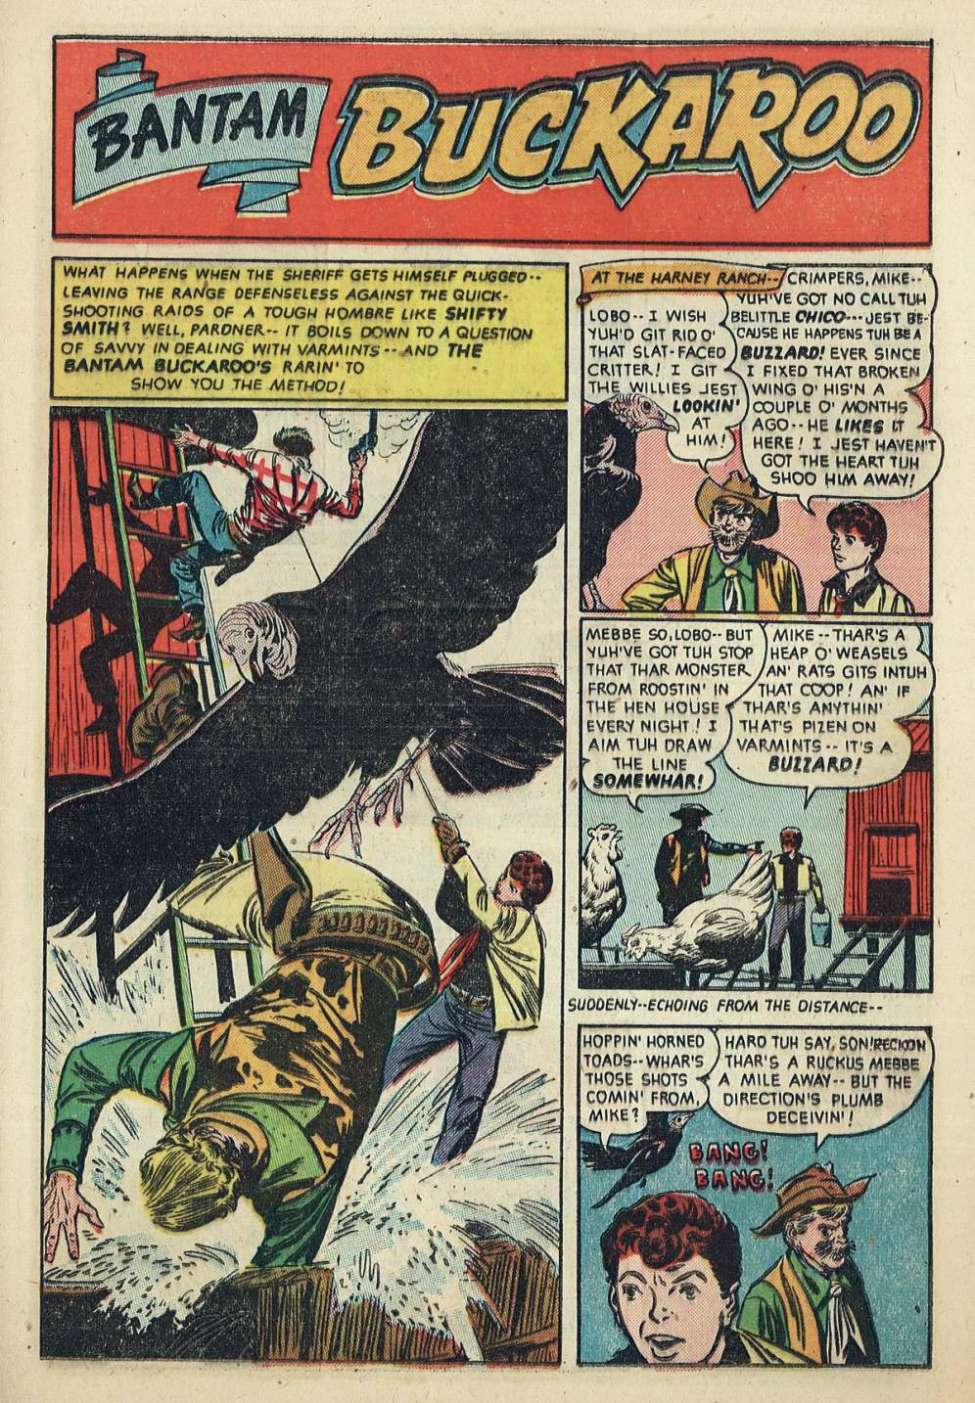 BANTAM
BUCKAROO
WHAT HAPPENS WHEN THE SHERIFF GETS HIMSELF PLUGGED--
LEAVING THE RANGE DEFENSELESS AGAINST THE QUICK-
SHOOTING RAIDS OF A TOUGH HOMBRE LIKE SHIFTY
SMITH? WELL, PARDNER-- IT BOILS DOWN TO A QUESTION
OF SAVVY IN DEALING WITH VARMINTS-- AND THE
BANTAM BUCKAROO'S RARIN' TO
SHOW YOU THE METHOD!
AT THE HARNEY RANCH--
LOBO-- I WISH
YUH'D GIT RID O'
THAT SLAT-FACED
CRITTER! I GIT
THE WILLIES JEST
LOOKIN'
AT
HIM!
CRIMPERS, MIKE--
YUH'VE GOT NO CALL TUH
BELITTLE CHICO--- JEST BE-
CAUSE HE HAPPENS TUH BE A
BUZZARD! EVER SINCE
I FIXED THAT BROKEN
WING O' HIS'N A
COUPLE O' MONTHS
AGO-- HE LIKES IT
HERE! I JEST HAVEN'T
GOT THE HEART TUH
SHOO HIM AWAY!
MEBBE SO, LOBO-- BUT
YUH'VE GOT TUH STOP
THAT THAR MONSTER
FROM ROOSTIN' IN
THE HEN HOUSE
EVERY NIGHT! I
AIM TUH DRAW
THE LINE
SOMEWHAR!
MIKE-- THAR'S A
HEAP O' WEASELS
AN' RATS GITS INTUH
THAT COOP! AN' IF
THAR'S ANYTHIN'
THAT'S PIZEN ON
VARMINTS-- IT'S A
BUZZARD!
SUDDENLY--ECHOING FROM THE DISTANCE--
HOPPIN' HORNED
TOADS--WHAR'S
THOSE SHOTS
COMIN' FROM,
MIKE?
HARD TUH SAY, SON! RECKON
THAR'S A RUCKUS MEBBE
A MILE AWAY-- BUT THE
DIRECTION'S PLUMB
DECEIVIN'!
BANG!
BANG!